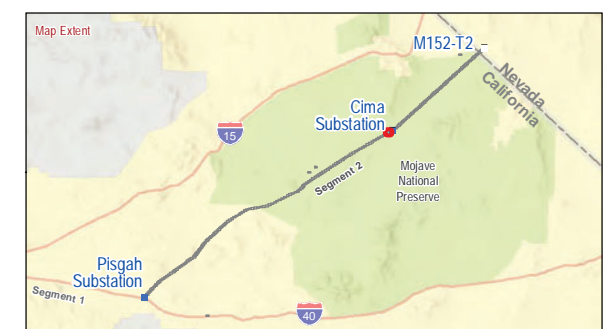 Map Extent
M152-T2
Nevada
California
Cima
Substation
15
Mojave
National
Preserve
Segment 2
Pisgah
Substation
Segment 1
40